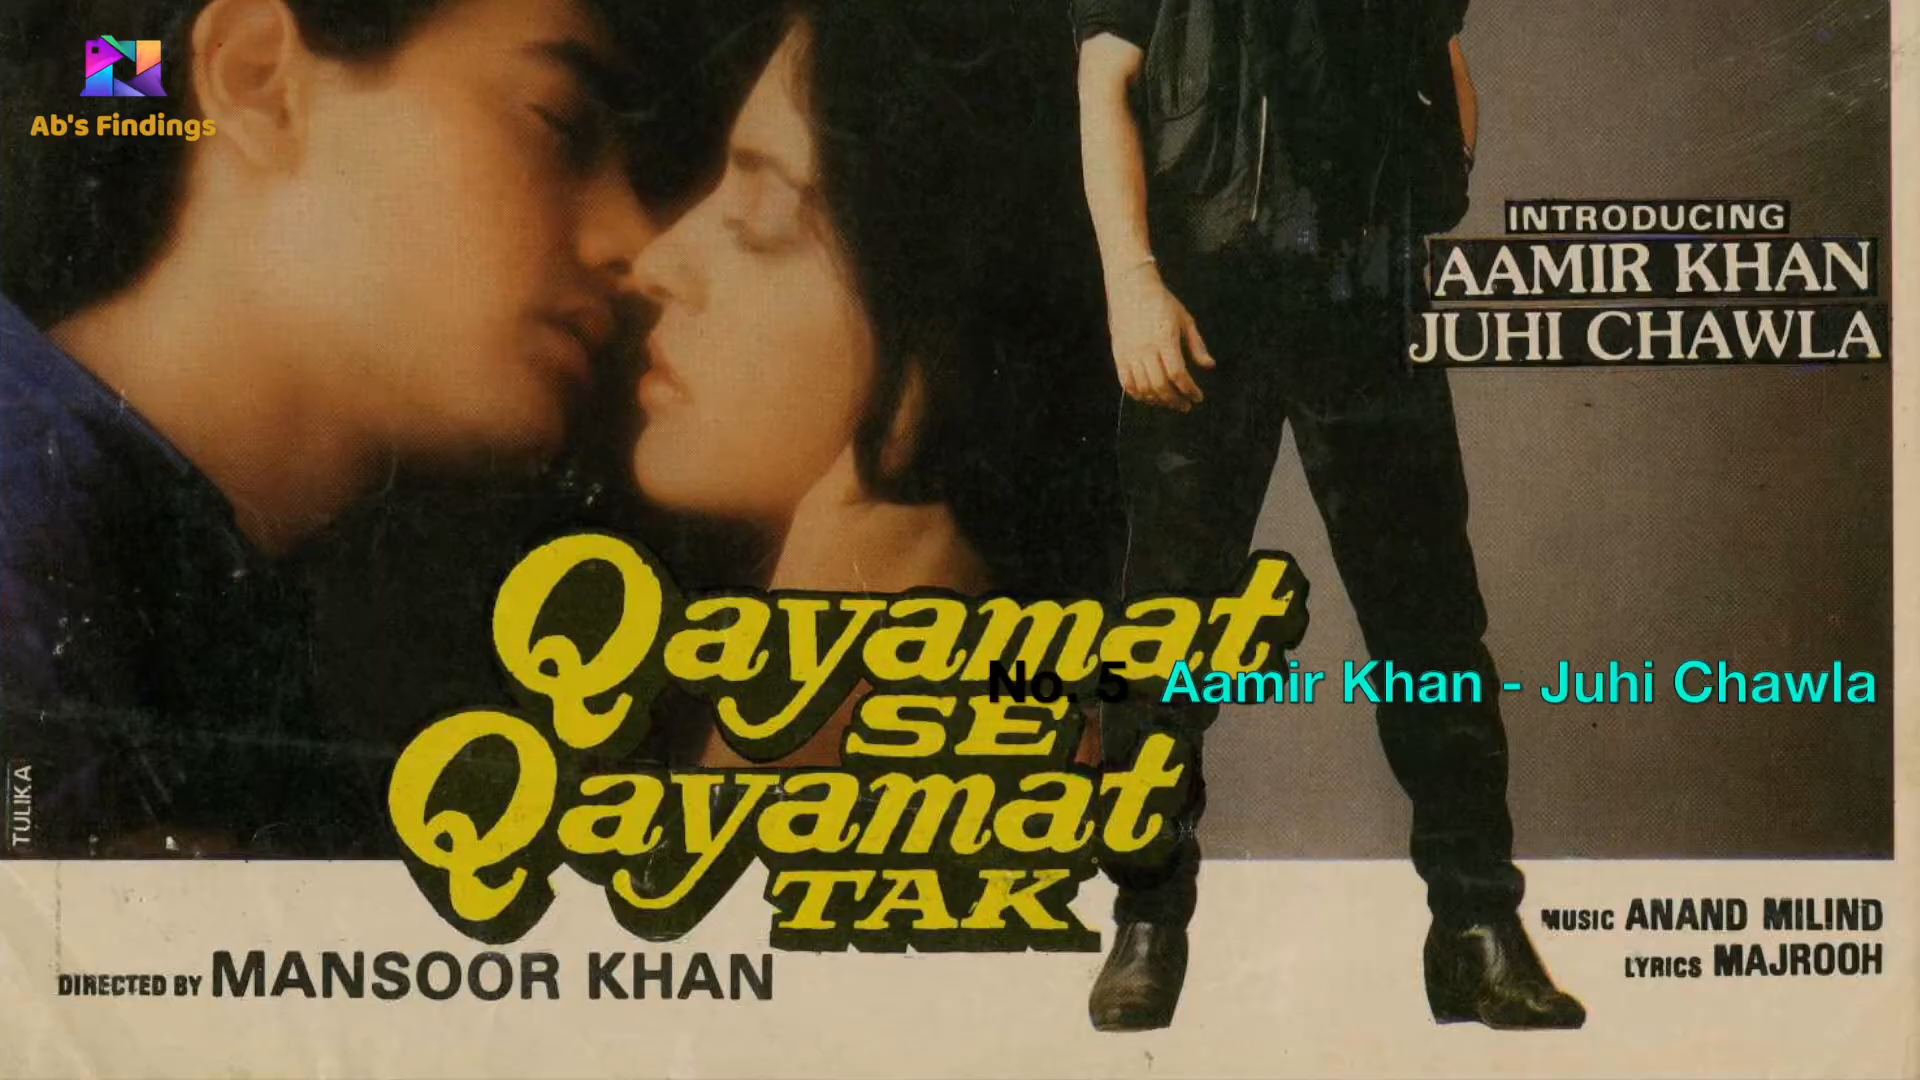 Ab's Findings
INTRODUCING
AAMIR KHAN
JUHI CHAWLA
Qayamat
SE
Qayamat
TAK
No. 5 Aamir Khan - Juhi Chawla
TULIKA
DIRECTED BY MANSOOR KHAN
MUSIC ANAND MILIND
LYRICS MAJROOH